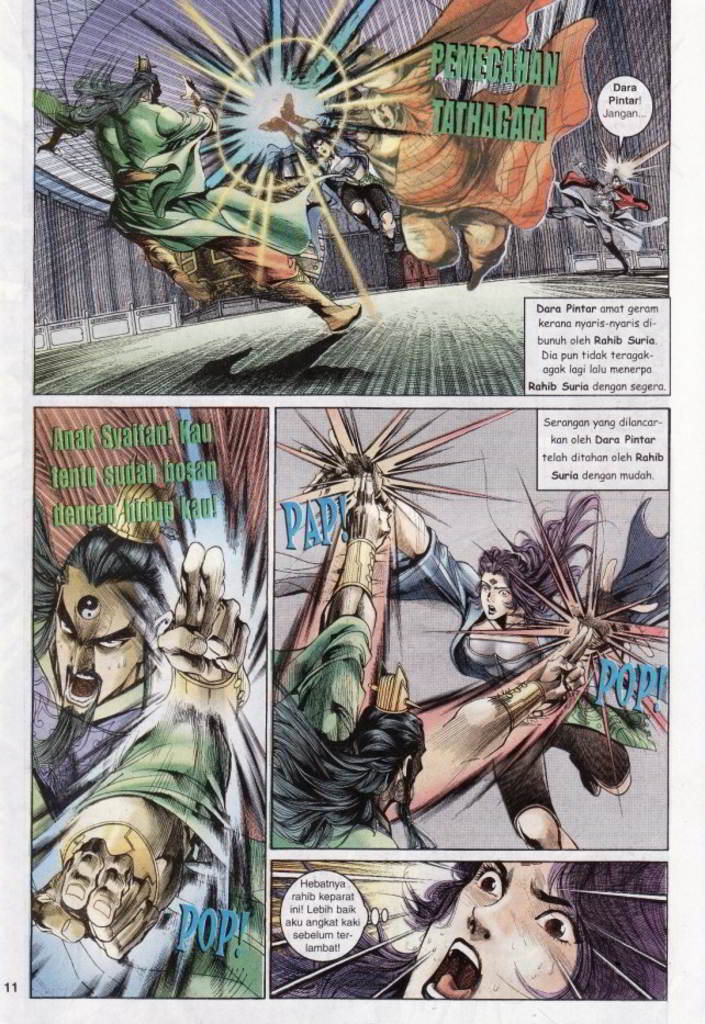 PEMECAHAN
TATHAGATA
Dara
Pintar!
Jangan...
Dara Pintar amat geram
kerana nyaris-nyaris di-
bunuh oleh Rahib Suria.
Dia pun tidak teragak-
agak lagi lalu menerpa
Rahib Suria dengan segera.
Anak Syaitan! Kau
tentu sudah bosan
dengan hidup kau!
POP!
Serangan yang dilancar-
kan oleh Dara Pintar
telah ditahan oleh Rahib
Suria dengan mudah.
PAP!
POP!
Hebatnya
rahib keparat
ini! Lebih baik
aku angkat kaki
sebelum ter-
lambat!
11